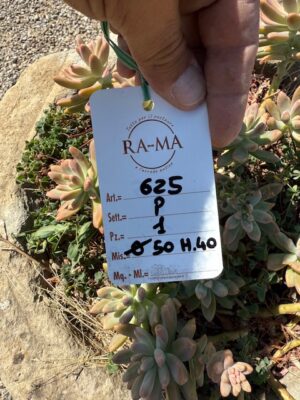 RA-MA
Art.= 625
Sett.= P
Pz.= 1
Mis.= Ø 50 H.40
Mq. - Ml.=